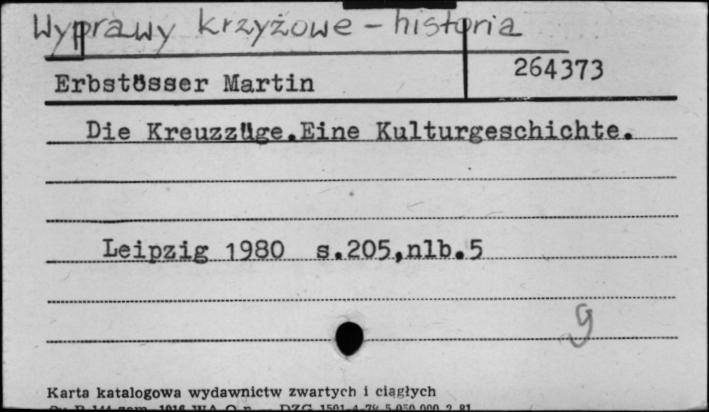 Wyprawy krzyżowe - historia
264373
Erbstösser Martin
Die Kreuzzüge.Eine Kulturgeschichte.
Leipzig 1980 s.205,nlb.5
g
Karta katalogowa wydawnictw zwartych i ciągłych